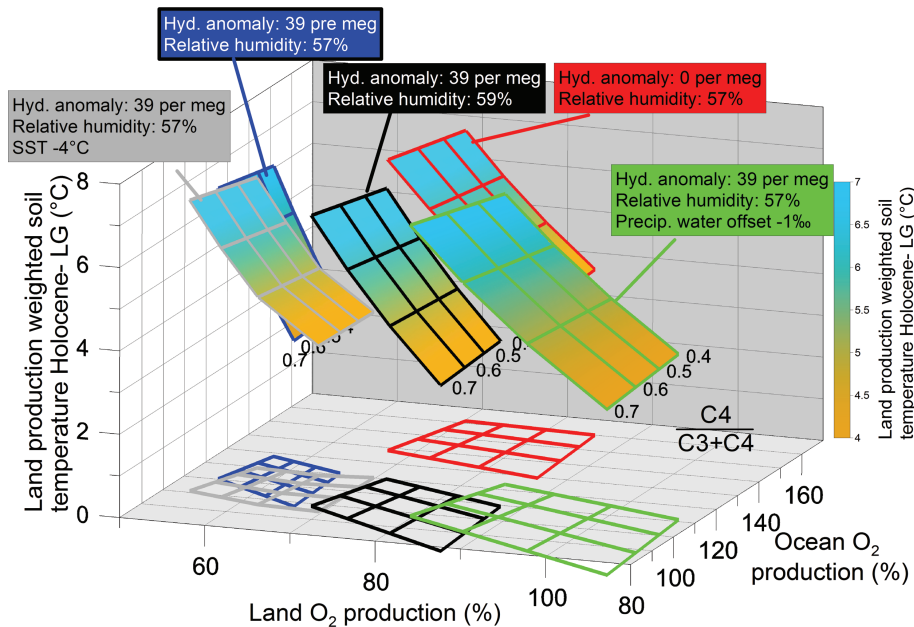 Hyd. anomaly: 39 pre meg
Relative humidity: 57%
Hyd. anomaly: 39 per meg
Relative humidity: 59%
Hyd. anomaly: 0 per meg
Relative humidity: 57%
Hyd. anomaly: 39 per meg
Relative humidity: 57%
SST -4°C
Hyd. anomaly: 39 per meg
Relative humidity: 57%
Precip. water offset -1‰
Land production weighted soil
temperature Holocene- LG (°C)
8
6
4
2
0
7
6.5
6
5.5
5
4.5
4
Land production weighted soil
temperature Holocene- LG (°C)
0.7
0.7
0.6
0.5
0.7
0.6
0.5
0.4
C4
C3+C4
60
80
100
Land O₂ production (%)
80
100
120
140
160
Ocean O₂
production (%)